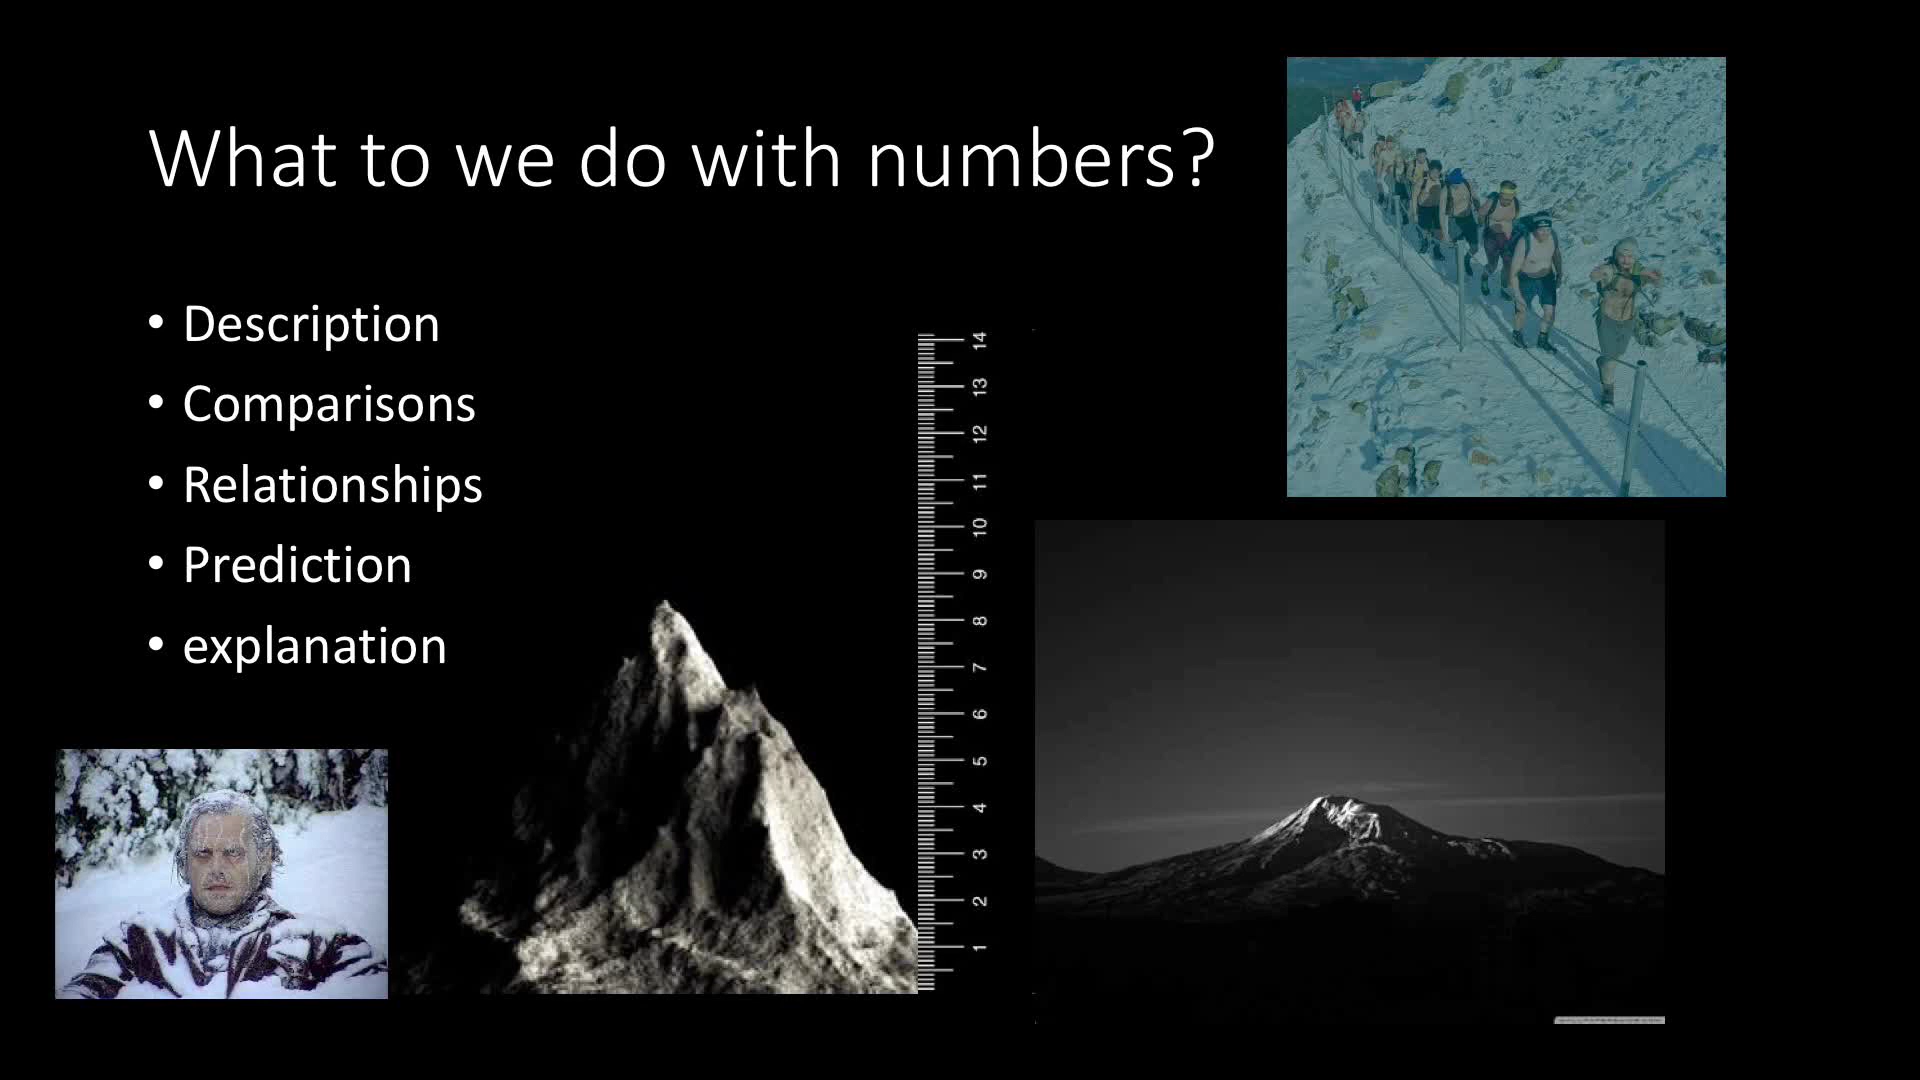 What to we do with numbers?
• Description
• Comparisons
• Relationships
• Prediction
• explanation
14
13
12
11
10
9
8
7
6
5
4
3
2
1